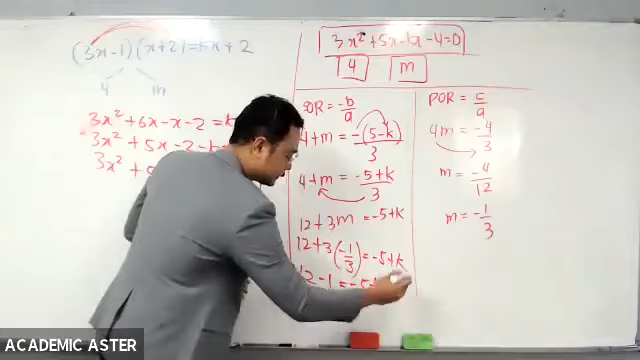 (3x-1)(x+2)=kx+2
4 m
3x²+6x-x-2=k
3x²+5x-2-k
3x²+5
3x²+5x-kx-4=0
4 m
SOR = -b/a
4+m = -(5-k)/3
4+m = -5+k/3
12+3m = -5+k
12+3(-1/3) = -5+k
12-1 = -5+
POR = c/a
4m = -4/3
m = -4/12
m = -1/3
ACADEMIC ASTER